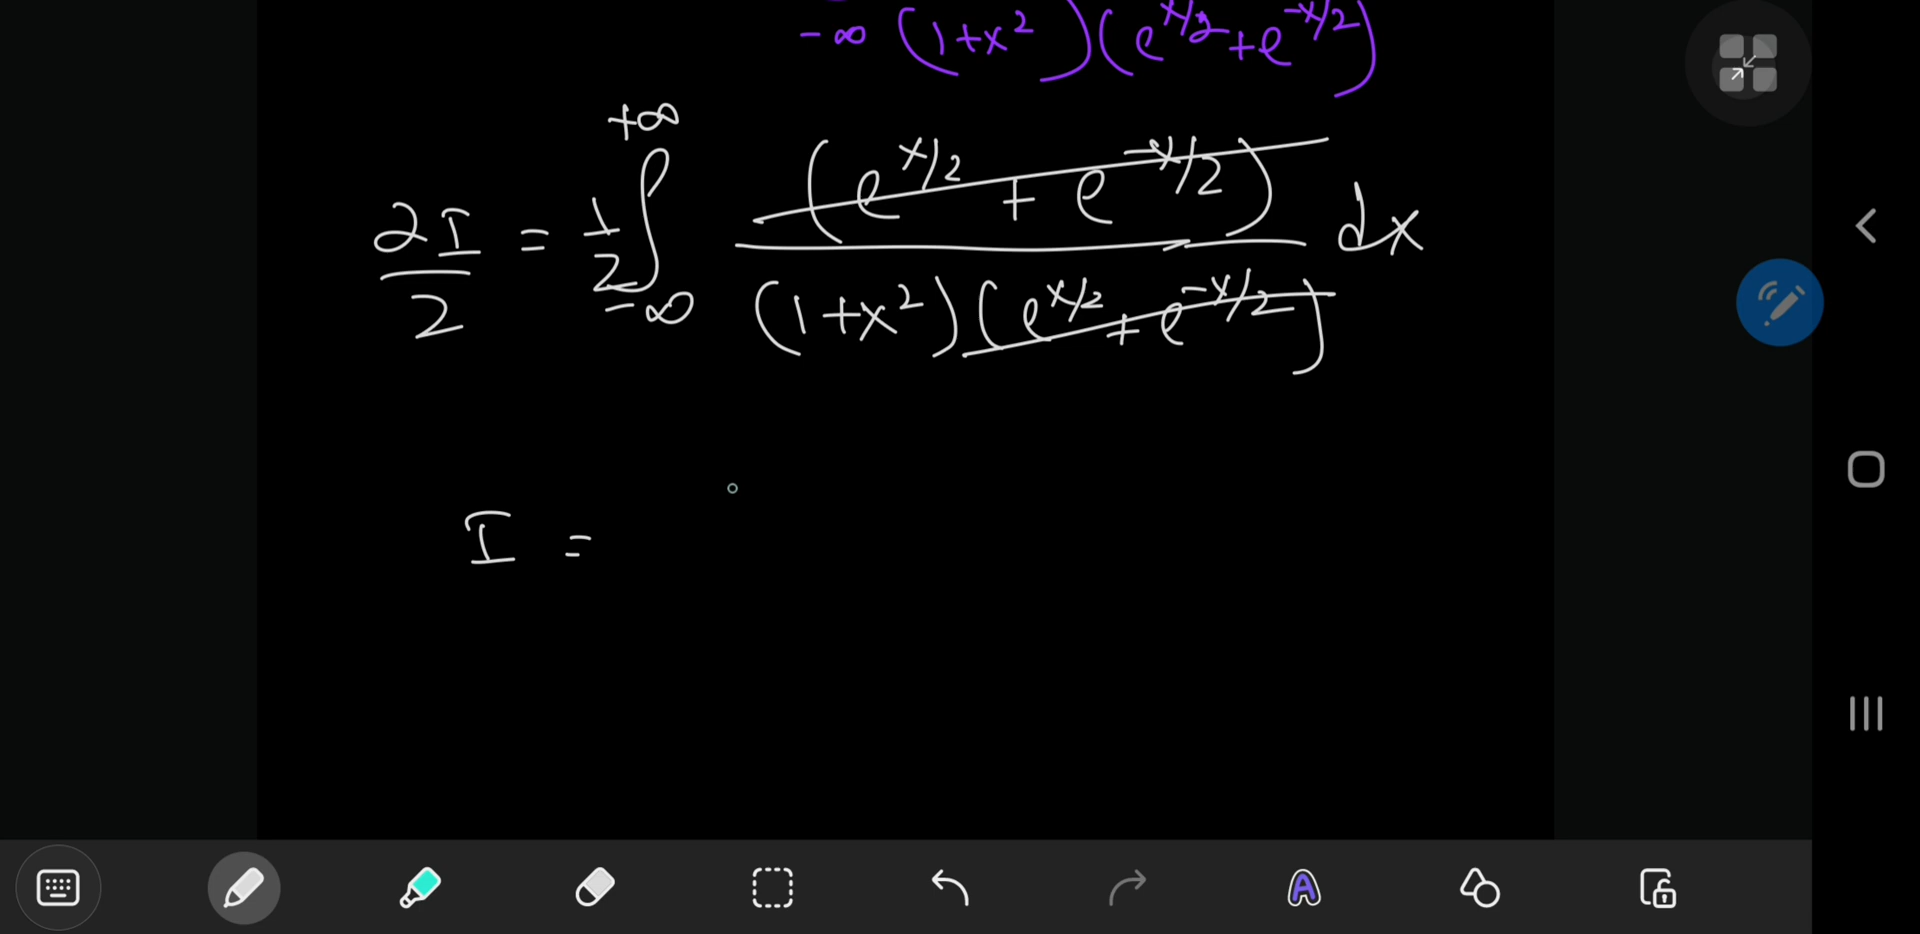 -∞ (1+x²)(e^{x/2}+e^{-x/2})
2I/2 = 1/2 ∫_{-∞}^{+∞} (e^{x/2} + e^{-x/2}) / (1+x²)(e^{x/2}+e^{-x/2}) dx
I =
A